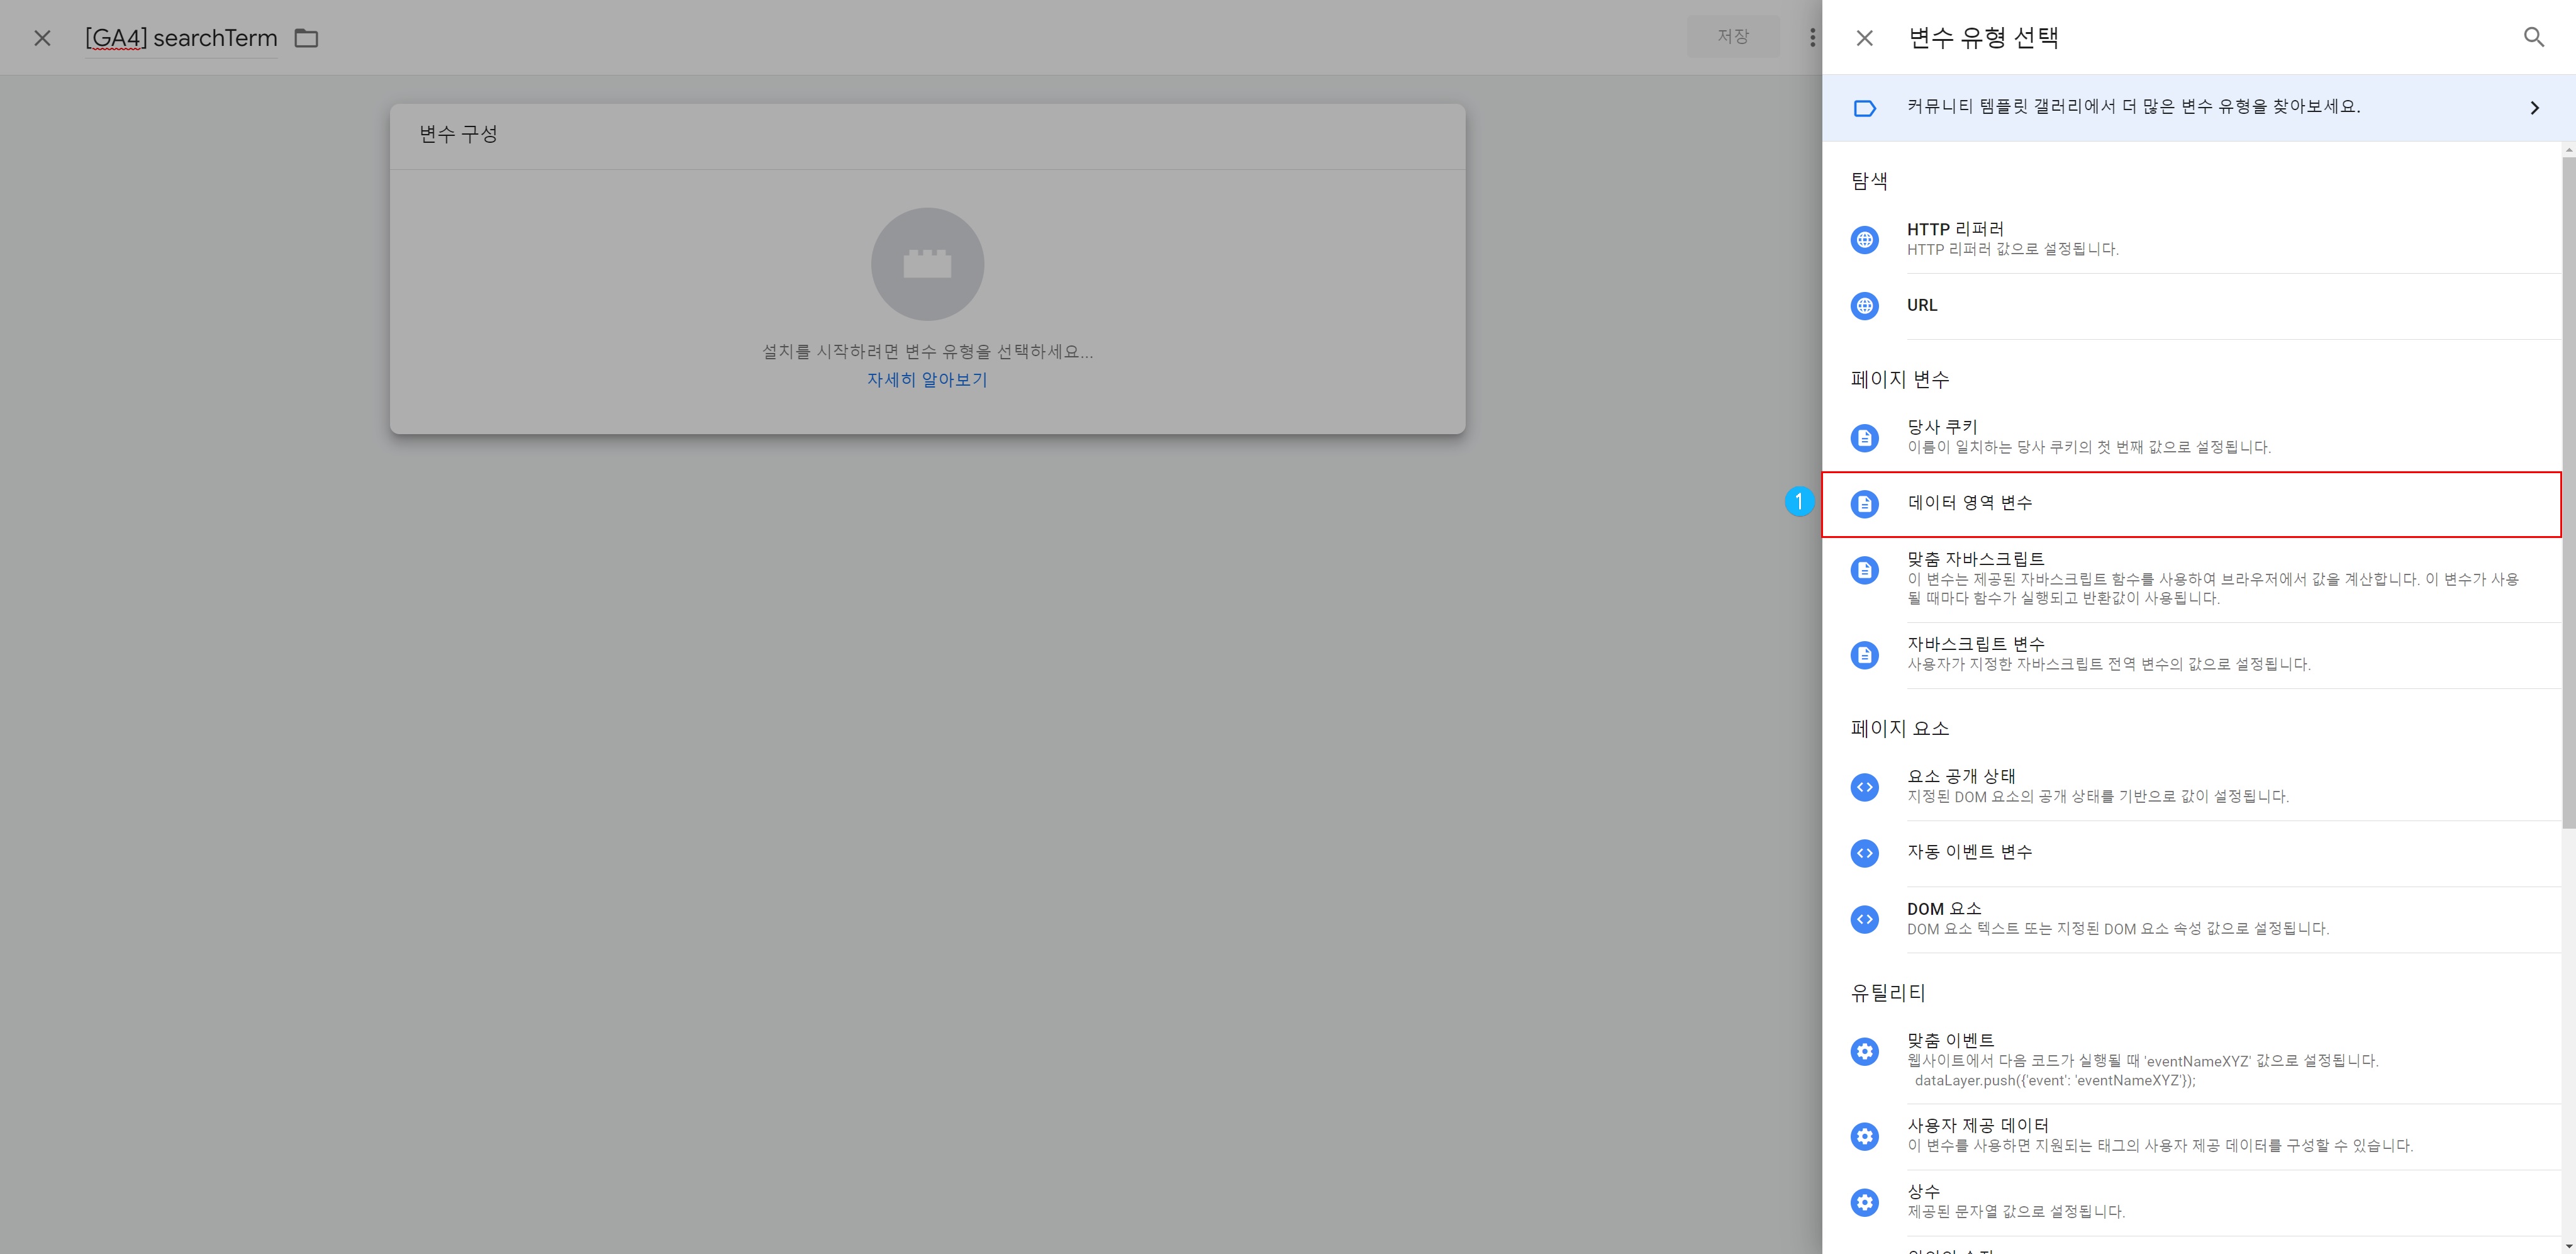 [GA4] searchTerm
저장
변수 구성
설치를 시작하려면 변수 유형을 선택하세요...
자세히 알아보기
변수 유형 선택
커뮤니티 템플릿 갤러리에서 더 많은 변수 유형을 찾아보세요.
탐색
HTTP 리퍼러
HTTP 리퍼러 값으로 설정됩니다.
URL
페이지 변수
당사 쿠키
이름이 일치하는 당사 쿠키의 첫 번째 값으로 설정됩니다.
1
데이터 영역 변수
맞춤 자바스크립트
이 변수는 제공된 자바스크립트 함수를 사용하여 브라우저에서 값을 계산합니다. 이 변수가 사용
될 때마다 함수가 실행되고 반환값이 사용됩니다.
자바스크립트 변수
사용자가 지정한 자바스크립트 전역 변수의 값으로 설정됩니다.
페이지 요소
요소 공개 상태
지정된 DOM 요소의 공개 상태를 기반으로 값이 설정됩니다.
자동 이벤트 변수
DOM 요소
DOM 요소 텍스트 또는 지정된 DOM 요소 속성 값으로 설정됩니다.
유틸리티
맞춤 이벤트
웹사이트에서 다음 코드가 실행될 때 'eventNameXYZ' 값으로 설정됩니다.
dataLayer.push({'event': 'eventNameXYZ'});
사용자 제공 데이터
이 변수를 사용하면 지원되는 태그의 사용자 제공 데이터를 구성할 수 있습니다.
상수
제공된 문자열 값으로 설정됩니다.